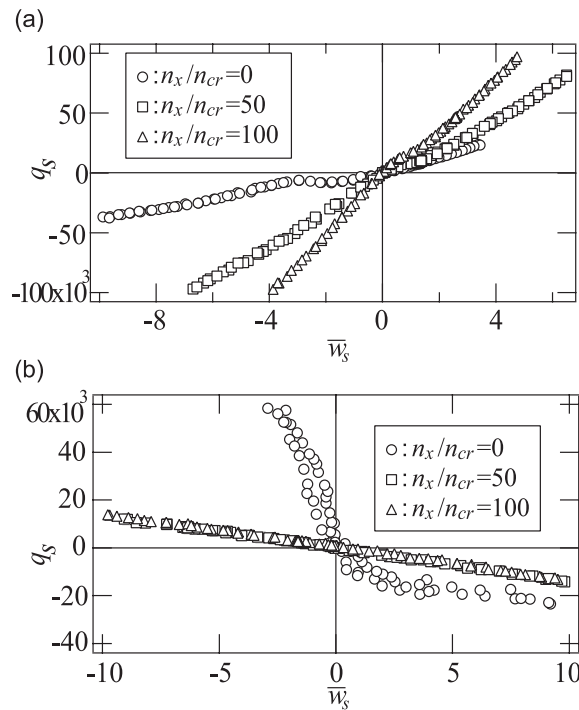 (a)
100
50
0
-50
-100x10³
q_s
○: n_x/n_cr=0
□: n_x/n_cr=50
△: n_x/n_cr=100
-8 -4 0 4
w̅_s
(b)
60x10³
40
20
0
-20
-40
q_s
○: n_x/n_cr=0
□: n_x/n_cr=50
△: n_x/n_cr=100
-10 -5 0 5 10
w̅_s